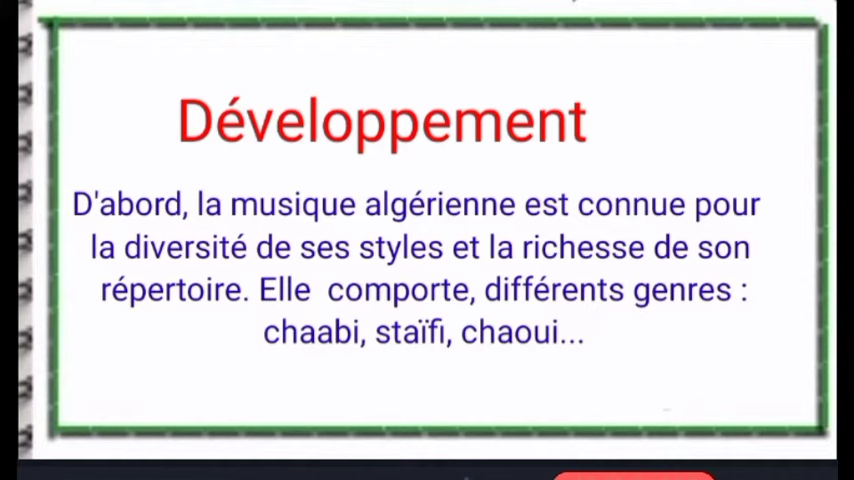 Développement
D'abord, la musique algérienne est connue pour
la diversité de ses styles et la richesse de son
répertoire. Elle comporte, différents genres :
chaabi, staïfi, chaoui...